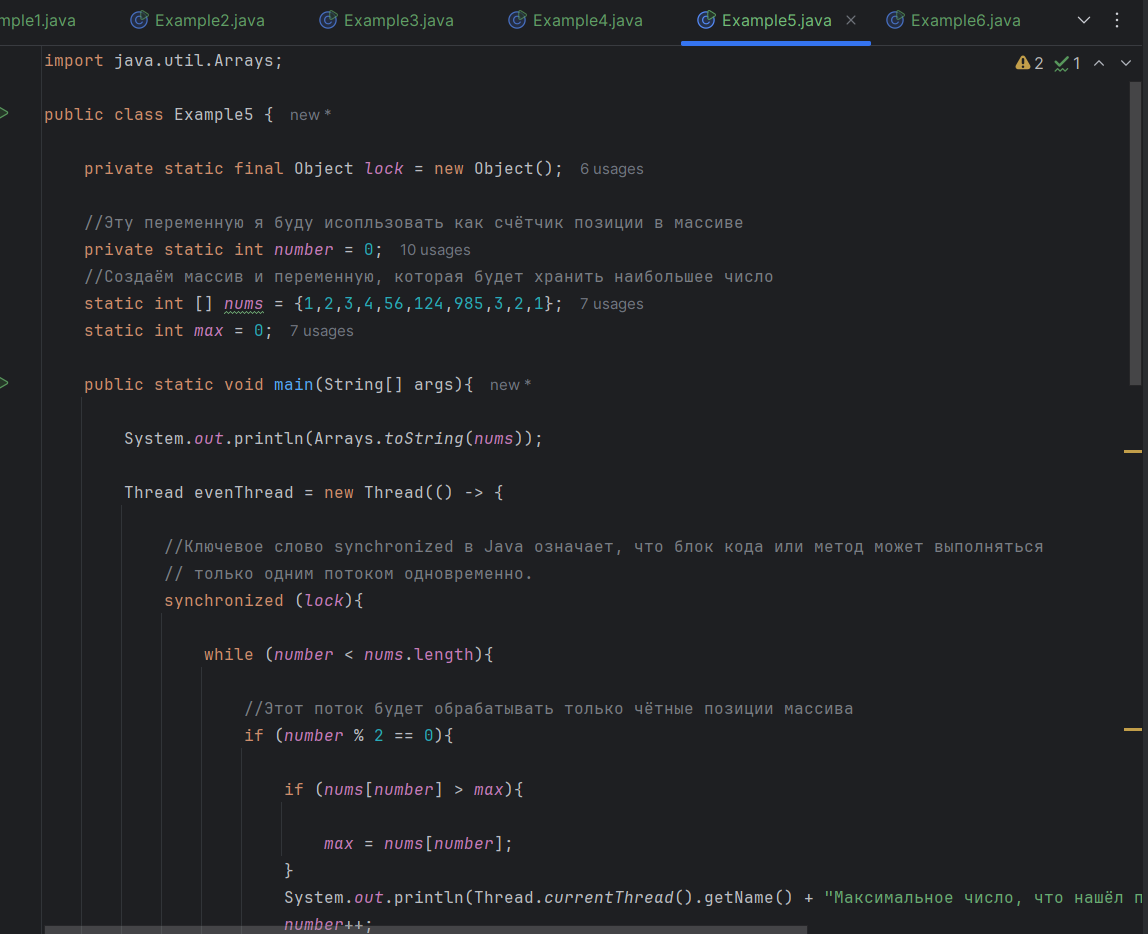 mple1.java Example2.java Example3.java Example4.java Example5.java Example6.java
import java.util.Arrays; 2 1
public class Example5 { new *
private static final Object lock = new Object(); 6 usages
//Эту переменную я буду исопльзовать как счётчик позиции в массиве
private static int number = 0; 10 usages
//Создаём массив и переменную, которая будет хранить наибольшее число
static int [] nums = {1,2,3,4,56,124,985,3,2,1}; 7 usages
static int max = 0; 7 usages
public static void main(String[] args){ new *
System.out.println(Arrays.toString(nums));
Thread evenThread = new Thread(() -> {
//Ключевое слово synchronized в Java означает, что блок кода или метод может выполняться
// только одним потоком одновременно.
synchronized (lock){
while (number < nums.length){
//Этот поток будет обрабатывать только чётные позиции массива
if (number % 2 == 0){
if (nums[number] > max){
max = nums[number];
}
System.out.println(Thread.currentThread().getName() + "Максимальное число, что нашёл п
number++;